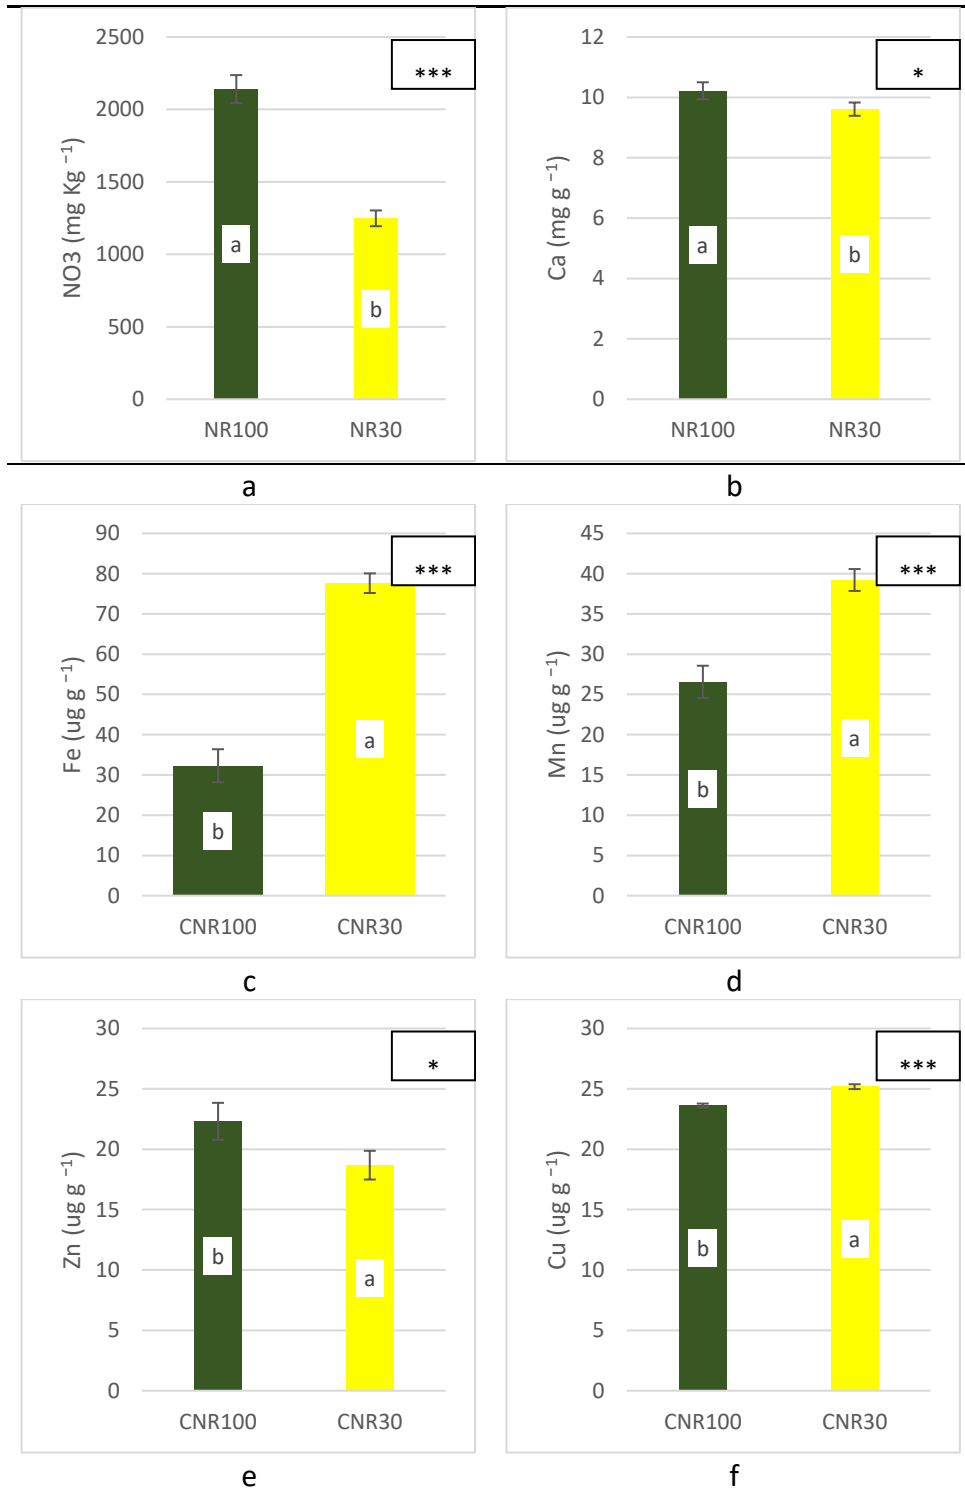 2500
2000
1500
1000
500
0
NO3 (mg Kg ⁻¹)
***
a
b
NR100 NR30
12
10
8
6
4
2
0
Ca (mg g ⁻¹)
*
a
b
NR100 NR30
a b
90
80
70
60
50
40
30
20
10
0
Fe (ug g ⁻¹)
***
b
a
CNR100 CNR30
45
40
35
30
25
20
15
10
5
0
Mn (ug g ⁻¹)
***
b
a
CNR100 CNR30
c d
30
25
20
15
10
5
0
Zn (ug g ⁻¹)
*
b
a
CNR100 CNR30
30
25
20
15
10
5
0
Cu (ug g ⁻¹)
***
b
a
CNR100 CNR30
e f